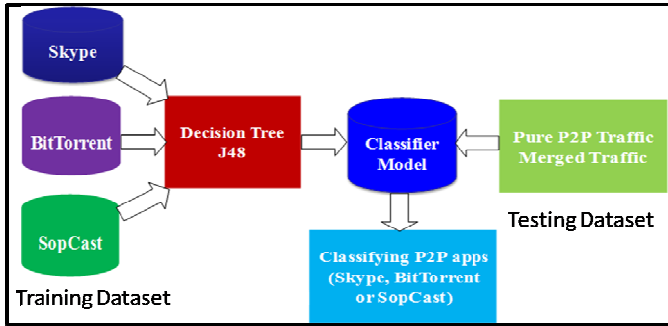 Skype
BitTorrent
SopCast
Training Dataset
Decision Tree
J48
Classifier
Model
Pure P2P Traffic
Merged Traffic
Testing Dataset
Classifying P2P apps
(Skype, BitTorrent
or SopCast)